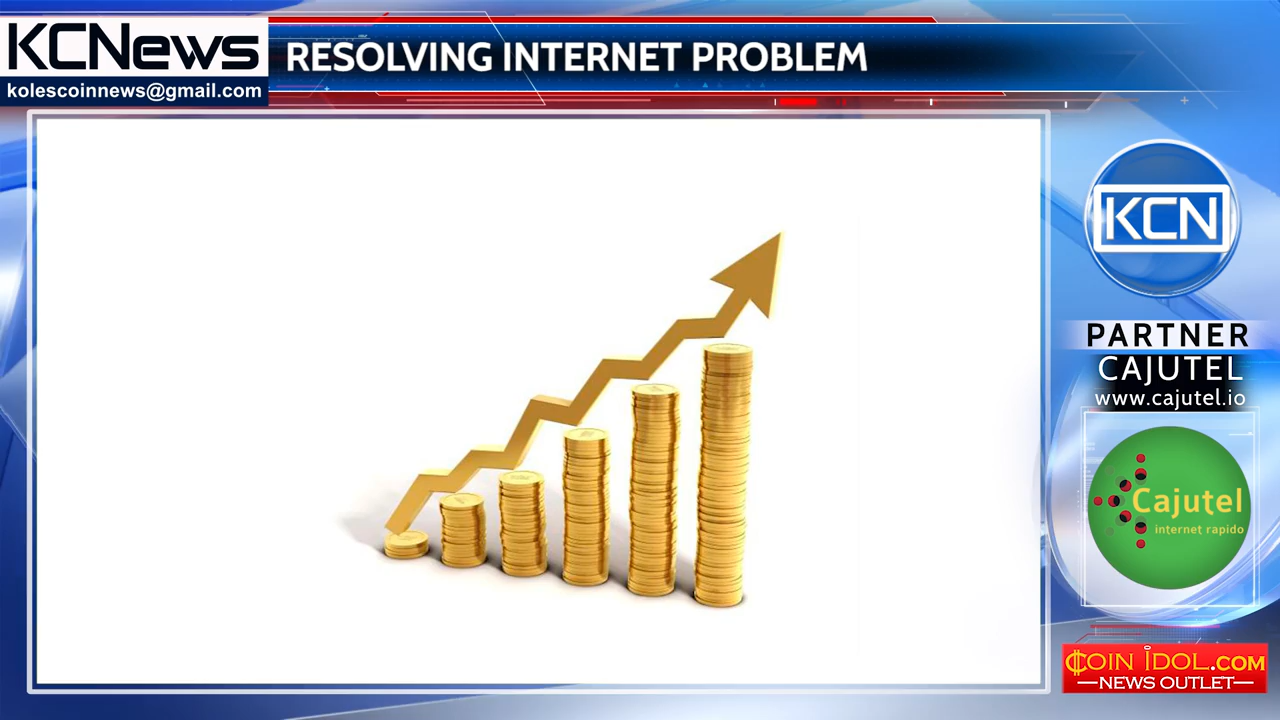 KCNews
kolescoinnews@gmail.com
RESOLVING INTERNET PROBLEM
KCN
PARTNER
CAJUTEL
www.cajutel.io
Cajutel
internet rapido
COIN IDOL.COM
NEWS OUTLET